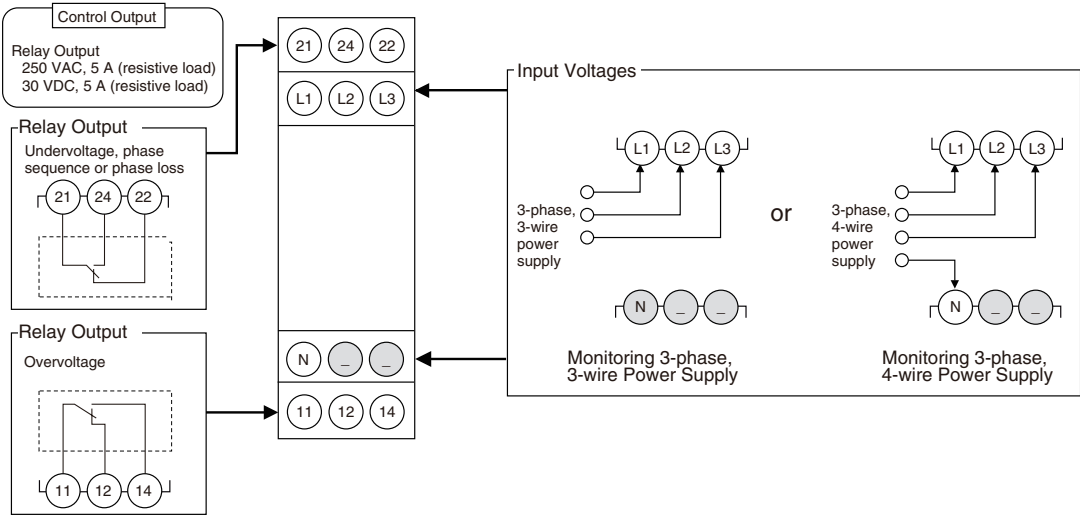 Control Output
Relay Output
250 VAC, 5 A (resistive load)
30 VDC, 5 A (resistive load)
Relay Output
Undervoltage, phase
sequence or phase loss
21 24 22
Relay Output
Overvoltage
11 12 14
21 24 22
L1 L2 L3
N _ _
11 12 14
Input Voltages
L1 L2 L3
3-phase,
3-wire
power
supply
N _ _
Monitoring 3-phase,
3-wire Power Supply
or
L1 L2 L3
3-phase,
4-wire
power
supply
N _ _
Monitoring 3-phase,
4-wire Power Supply